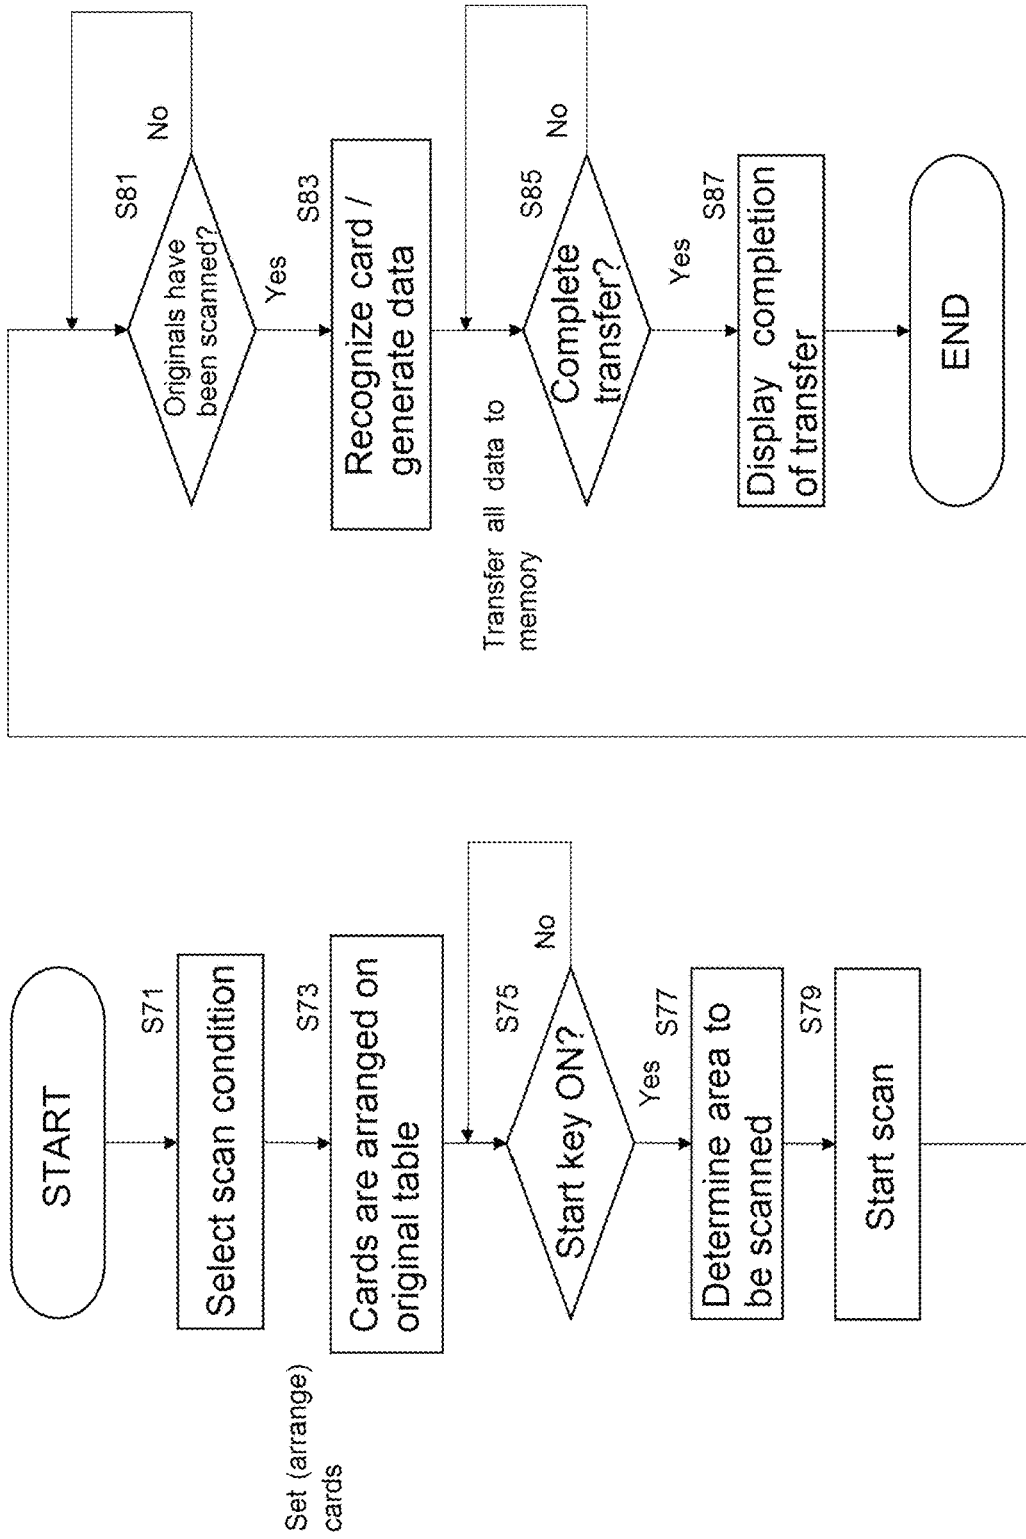 START
S71
Select scan condition
Set (arrange)
cards
S73
Cards are arranged on
original table
S75
Start key ON?
No
Yes
S77
Determine area to
be scanned
S79
Start scan
S81
Originals have
been scanned?
No
Yes
S83
Recognize card /
generate data
Transfer all data to
memory
S85
Complete
transfer?
No
Yes
S87
Display completion
of transfer
END